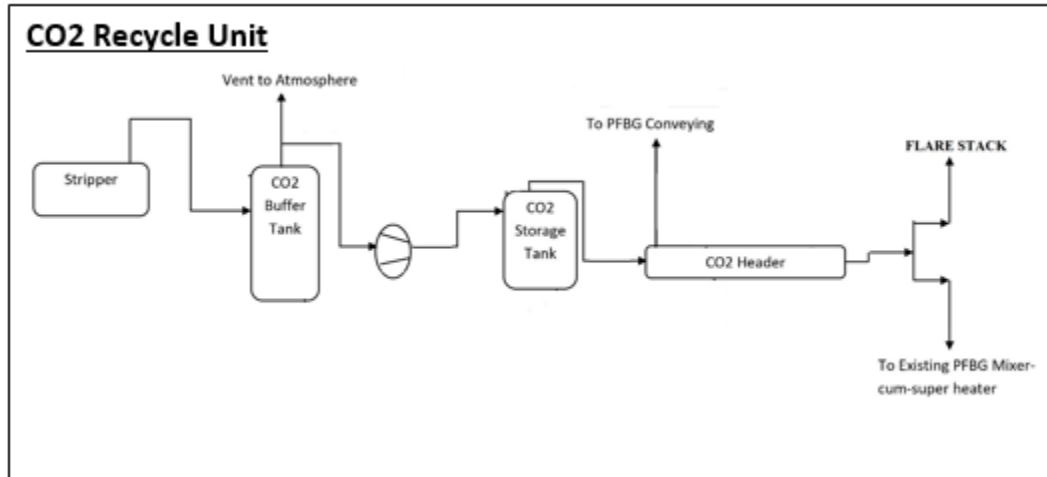 CO2 Recycle Unit
Vent to Atmosphere
To PFBG Conveying
FLARE STACK
Stripper
CO2
Buffer
Tank
CO2
Storage
Tank
CO2 Header
To Existing PFBG Mixer-
cum-super heater